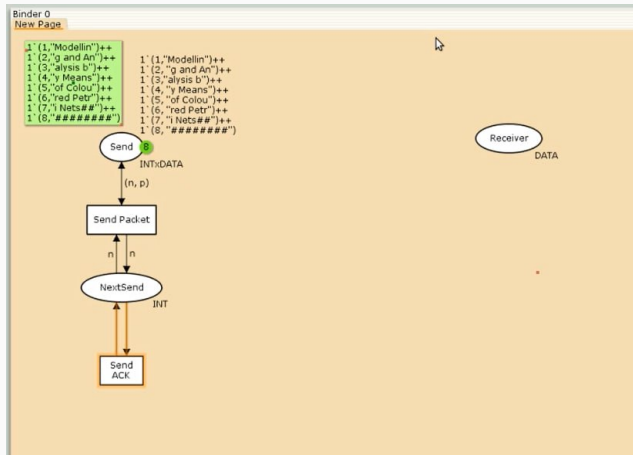 Binder 0
New Page
1`(1,"Modellin")++
1`(2,"g and An")++
1`(3,"alysis b")++
1`(4,"y Means")++
1`(5,"of Colou")++
1`(6,"red Petr")++
1`(7,"i Nets##")++
1`(8,"########")
1`(1,"Modellin")++
1`(2, "g and An")++
1`(3,"alysis b")++
1`(4, "y Means")++
1`(5, "of Colou")++
1`(6, "red Petr")++
1`(7, "i Nets##")++
1`(8, "########")
Send
8
INTxDATA
(n, p)
Send Packet
n
n
NextSend
INT
Send
ACK
Receiver
DATA